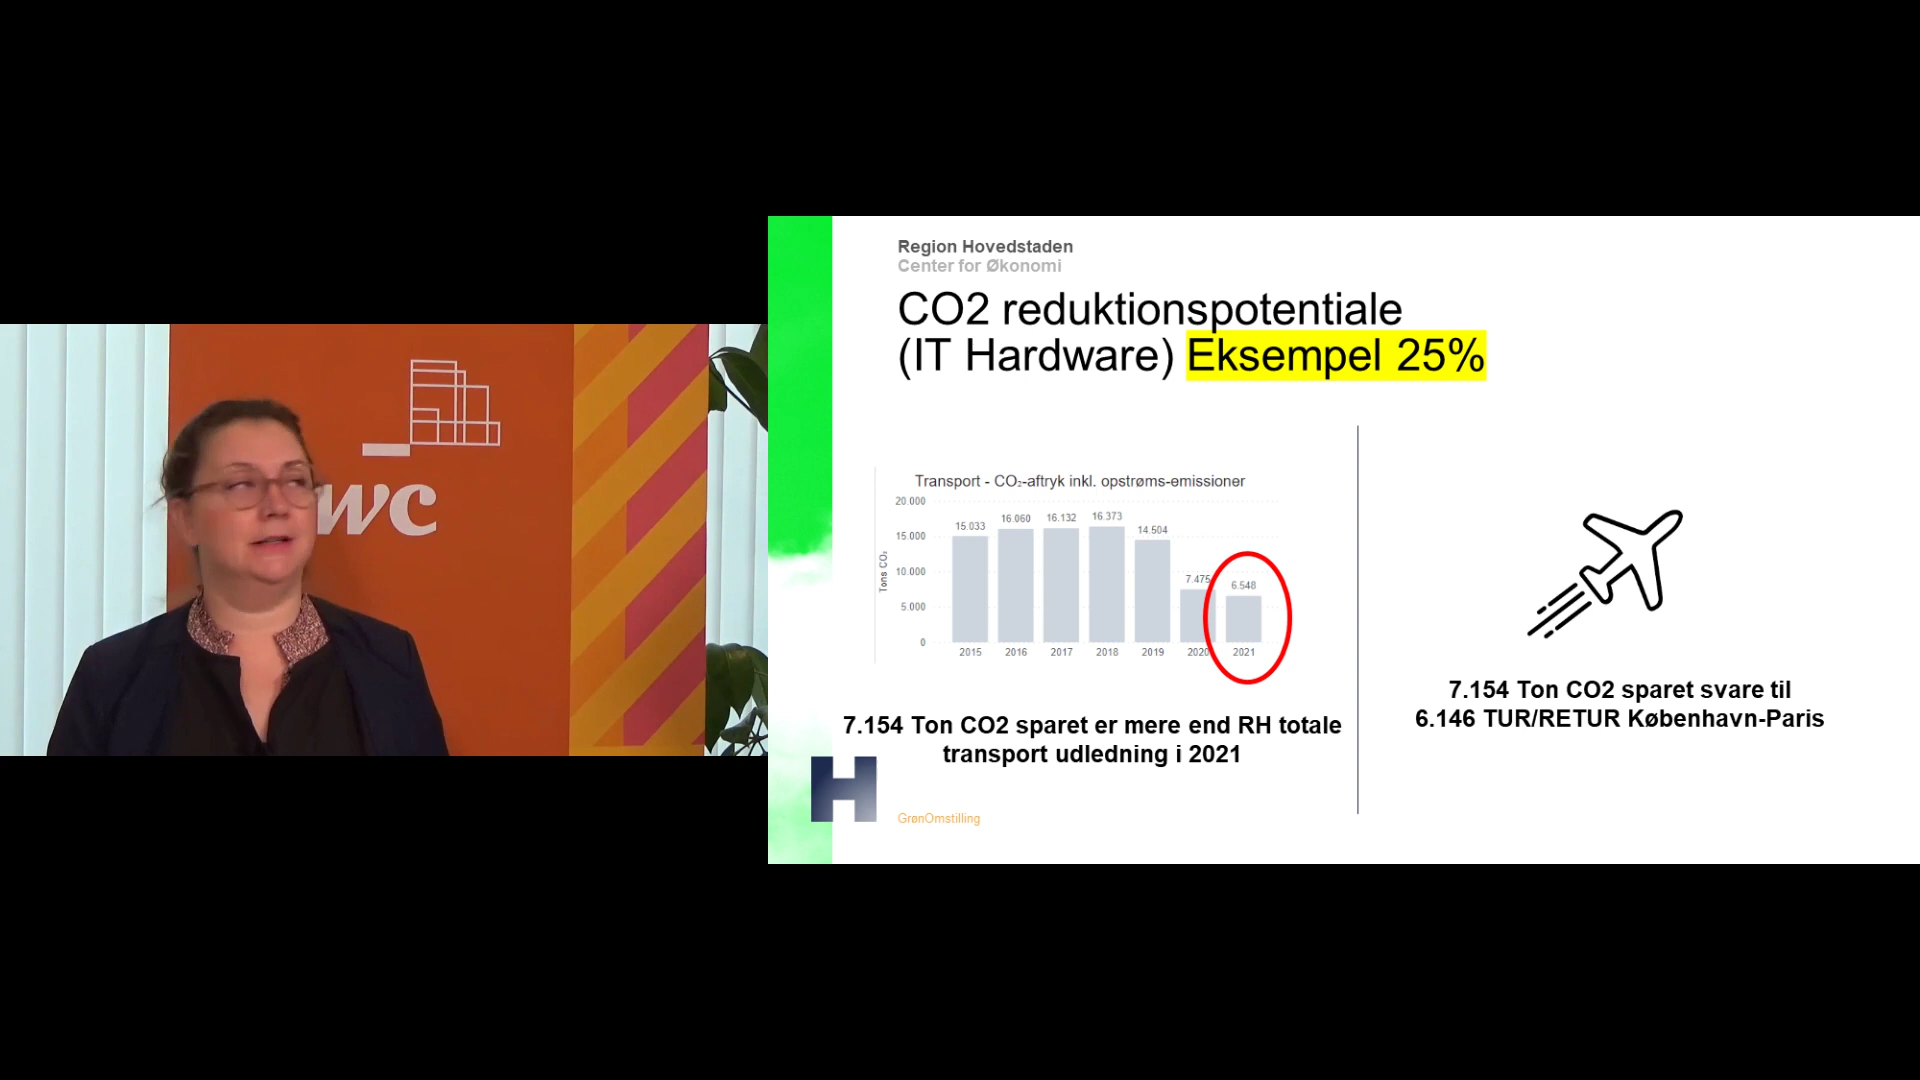 wc
Region Hovedstaden
Center for Økonomi
CO2 reduktionspotentiale
(IT Hardware) Eksempel 25%
Transport - CO₂-aftryk inkl. opstrøms-emissioner
Tons CO₂
20.000
15.000
10.000
5.000
0
15.033
16.060
16.132
16.373
14.504
7.475
6.548
2015
2016
2017
2018
2019
2020
2021
7.154 Ton CO2 sparet er mere end RH totale
transport udledning i 2021
7.154 Ton CO2 sparet svare til
6.146 TUR/RETUR København-Paris
H
GrønOmstilling